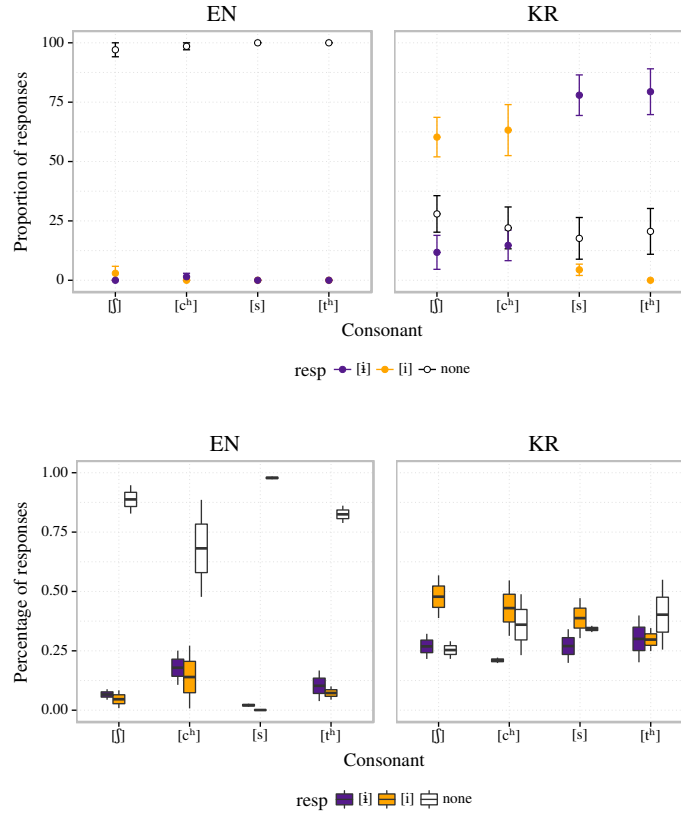 EN KR
Proportion of responses
100
75
50
25
0
[ʃ] [cʰ] [s] [tʰ] [ʃ] [cʰ] [s] [tʰ]
Consonant
resp [ɨ] [i] none
EN KR
Percentage of responses
1.00
0.75
0.50
0.25
0.00
[ʃ] [cʰ] [s] [tʰ] [ʃ] [cʰ] [s] [tʰ]
Consonant
resp [ɨ] [i] none